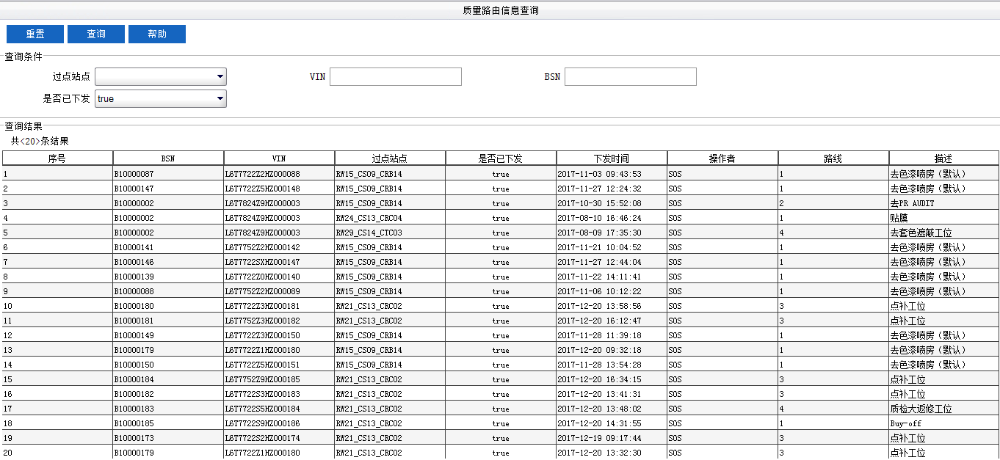 质量路由信息查询
重置 查询 帮助
查询条件
过点站点 VIN BSN
是否已下发 true
查询结果
共<20>条结果
序号 BSN VIN 过点站点 是否已下发 下发时间 操作者 路线 描述
1 B10000087 L6T7722Z2HZ000088 RW15_CS09_CRB14 true 2017-11-03 09:43:53 SOS 1 去色漆喷房（默认）
2 B10000147 L6T7722Z5HZ000148 RW15_CS09_CRB14 true 2017-11-27 12:24:32 SOS 1 去色漆喷房（默认）
3 B10000002 L6T7824Z9HZ000003 RW15_CS09_CRB14 true 2017-10-30 15:52:08 SOS 2 去PR AUDIT
4 B10000002 L6T7824Z9HZ000003 RW24_CS13_CRC04 true 2017-08-10 16:46:24 SOS 1 贴膜
5 B10000002 L6T7824Z9HZ000003 RW29_CS14_CTC03 true 2017-08-09 17:35:30 SOS 4 去套色遮蔽工位
6 B10000141 L6T7752Z2HZ000142 RW15_CS09_CRB14 true 2017-11-21 10:04:52 SOS 1 去色漆喷房（默认）
7 B10000146 L6T7722SXHZ000147 RW15_CS09_CRB14 true 2017-11-27 12:44:04 SOS 1 去色漆喷房（默认）
8 B10000139 L6T7722Z0HZ000140 RW15_CS09_CRB14 true 2017-11-22 14:11:41 SOS 1 去色漆喷房（默认）
9 B10000088 L6T7752Z2HZ000089 RW15_CS09_CRB14 true 2017-11-06 10:12:22 SOS 1 去色漆喷房（默认）
10 B10000180 L6T7722Z3HZ000181 RW21_CS13_CRC02 true 2017-12-20 13:58:56 SOS 3 点补工位
11 B10000181 L6T7752Z3HZ000182 RW21_CS13_CRC02 true 2017-12-20 16:12:47 SOS 3 点补工位
12 B10000149 L6T7722Z3HZ000150 RW15_CS09_CRB14 true 2017-11-28 11:39:18 SOS 1 去色漆喷房（默认）
13 B10000179 L6T7722Z1HZ000180 RW15_CS09_CRB14 true 2017-12-20 09:32:18 SOS 1 去色漆喷房（默认）
14 B10000150 L6T7722Z5HZ000151 RW15_CS09_CRB14 true 2017-11-28 13:54:28 SOS 1 去色漆喷房（默认）
15 B10000184 L6T7752Z9HZ000185 RW21_CS13_CRC02 true 2017-12-20 16:34:15 SOS 3 点补工位
16 B10000182 L6T7722S3HZ000183 RW21_CS13_CRC02 true 2017-12-20 13:41:31 SOS 3 点补工位
17 B10000183 L6T7722S5HZ000184 RW21_CS13_CRC02 true 2017-12-20 13:48:02 SOS 4 质检大返修工位
18 B10000185 L6T7722S9HZ000186 RW21_CS13_CRC02 true 2017-12-20 14:31:55 SOS 1 Buy-off
19 B10000173 L6T7722S2HZ000174 RW21_CS13_CRC02 true 2017-12-19 09:17:44 SOS 3 点补工位
20 B10000179 L6T7722Z1HZ000180 RW21_CS13_CRC02 true 2017-12-20 13:32:30 SOS 3 点补工位